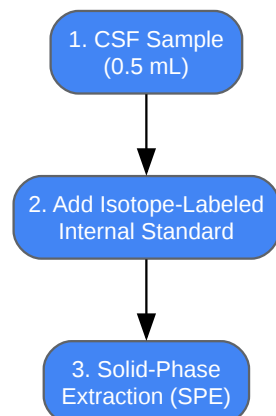 1. CSF Sample
(0.5 mL)
2. Add Isotope-Labeled
Internal Standard
3. Solid-Phase
Extraction (SPE)